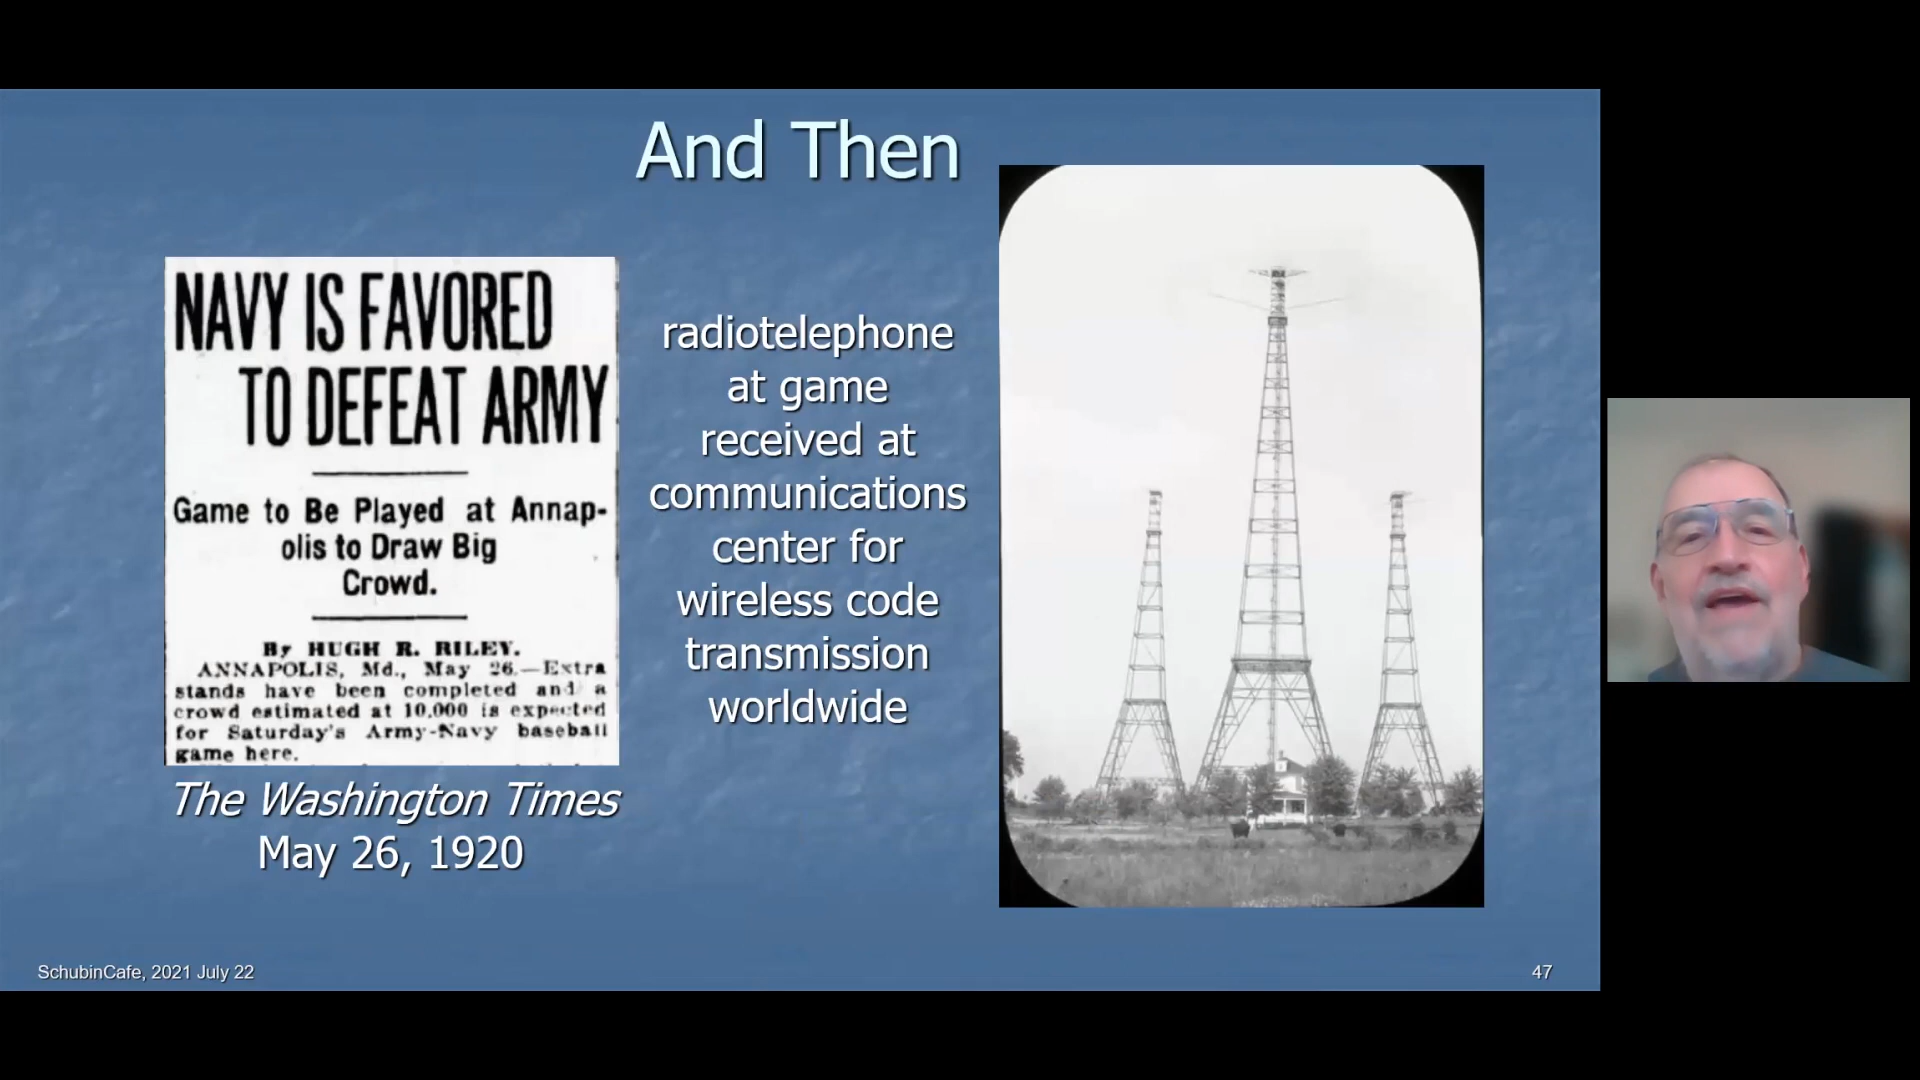 And Then
NAVY IS FAVORED
TO DEFEAT ARMY
Game to Be Played at Annap-
olis to Draw Big
Crowd.
By HUGH R. RILEY.
ANNAPOLIS, Md., May 26.—Extra
stands have been completed and a
crowd estimated at 10,000 is expected
for Saturday's Army-Navy baseball
game here.
The Washington Times
May 26, 1920
radiotelephone
at game
received at
communications
center for
wireless code
transmission
worldwide
SchubinCafe, 2021 July 22
47